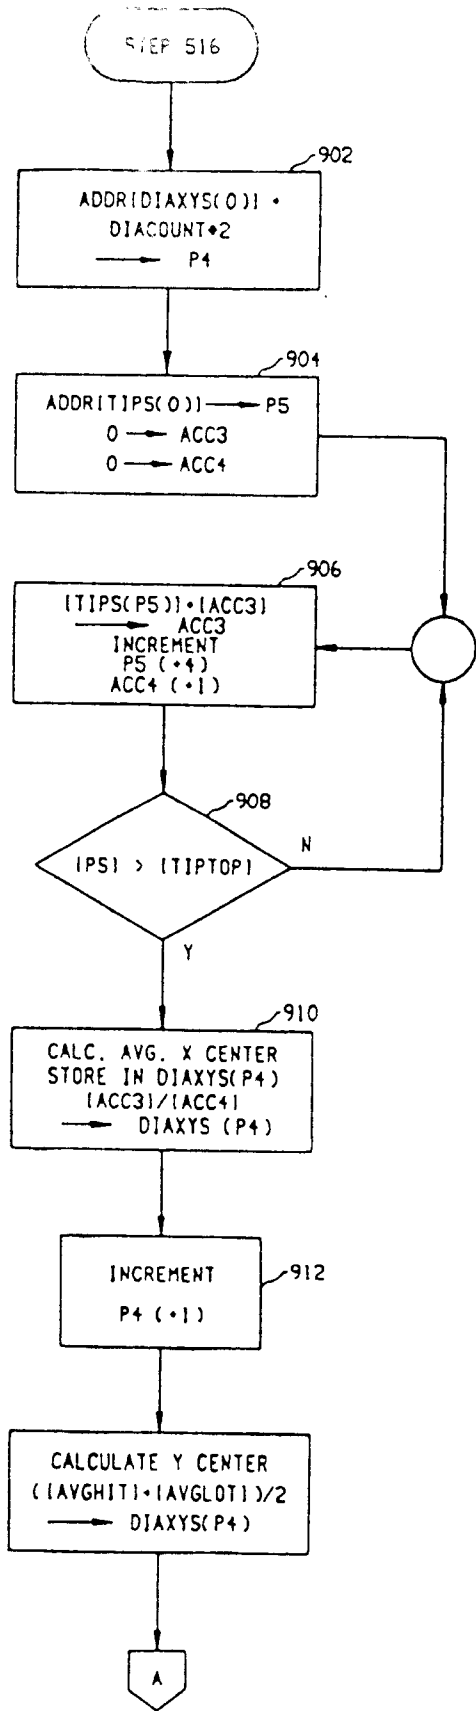 STEP 516
902
ADDR[DIAXYS(0)] +
DIACOUNT*2
→ P4
904
ADDR[TIPS(0)] → P5
0 → ACC3
0 → ACC4
906
[TIPS(P5)]+[ACC3]
→ ACC3
INCREMENT
P5 (+4)
ACC4 (+1)
908
[P5] > [TIPTOP]
N
Y
910
CALC. AVG. X CENTER
STORE IN DIAXYS(P4)
[ACC3]/[ACC4]
→ DIAXYS (P4)
912
INCREMENT
P4 (+1)
CALCULATE Y CENTER
([AVGHIT]+[AVGLOT])/2
→ DIAXYS(P4)
A